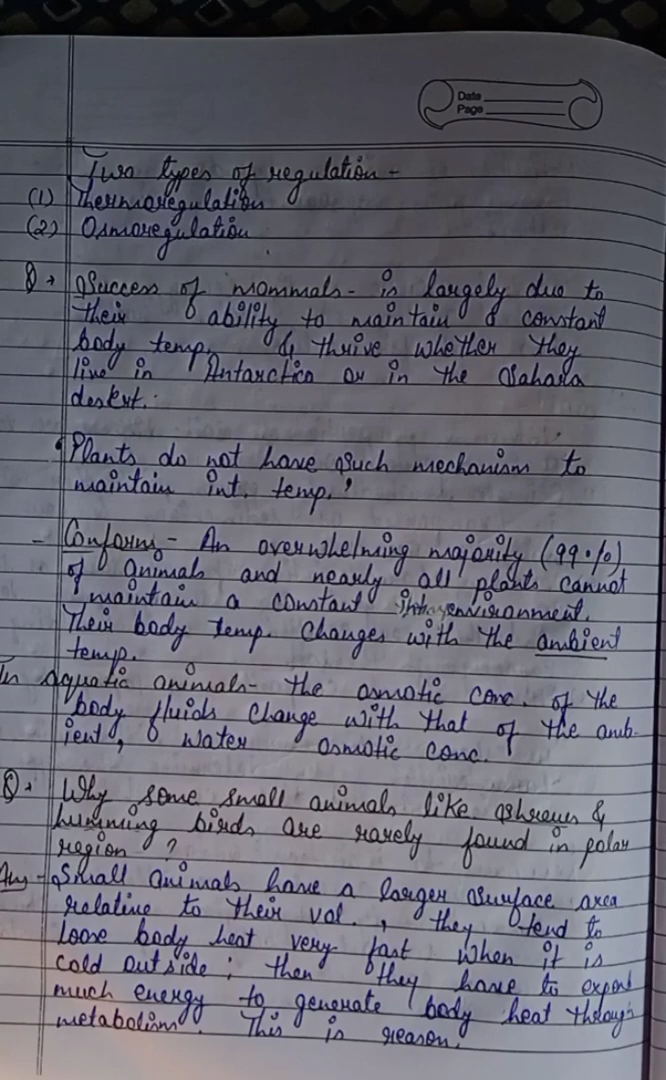 Date
Page
Two types of regulation -
(1) Thermoregulation
(2) Osmoregulation
Q→ Success of mammals - is largely due to
their ability to maintain a constant
body temp. & thrive whether they
live in Antarctica or in the Sahara
desert.
• Plants do not have such mechanism to
maintain int. temp.
- Conforms - An overwhelming majority (99%)
of animals and nearly all plants cannot
maintain a constant environment.
Their body temp. changes with the ambient
temp.
In aquatic animals - the osmotic conc. of the
body fluids change with that of the amb-
ient, water osmotic conc.
Q. Why some small animals like shrews &
humming birds are rarely found in polar
region ?
Ans - Small animals have a larger surface area
relative to their vol., they tend to
loose body heat very fast when it is
cold outside ; then they have to expend
much energy to generate body heat through
metabolism. This is reason.